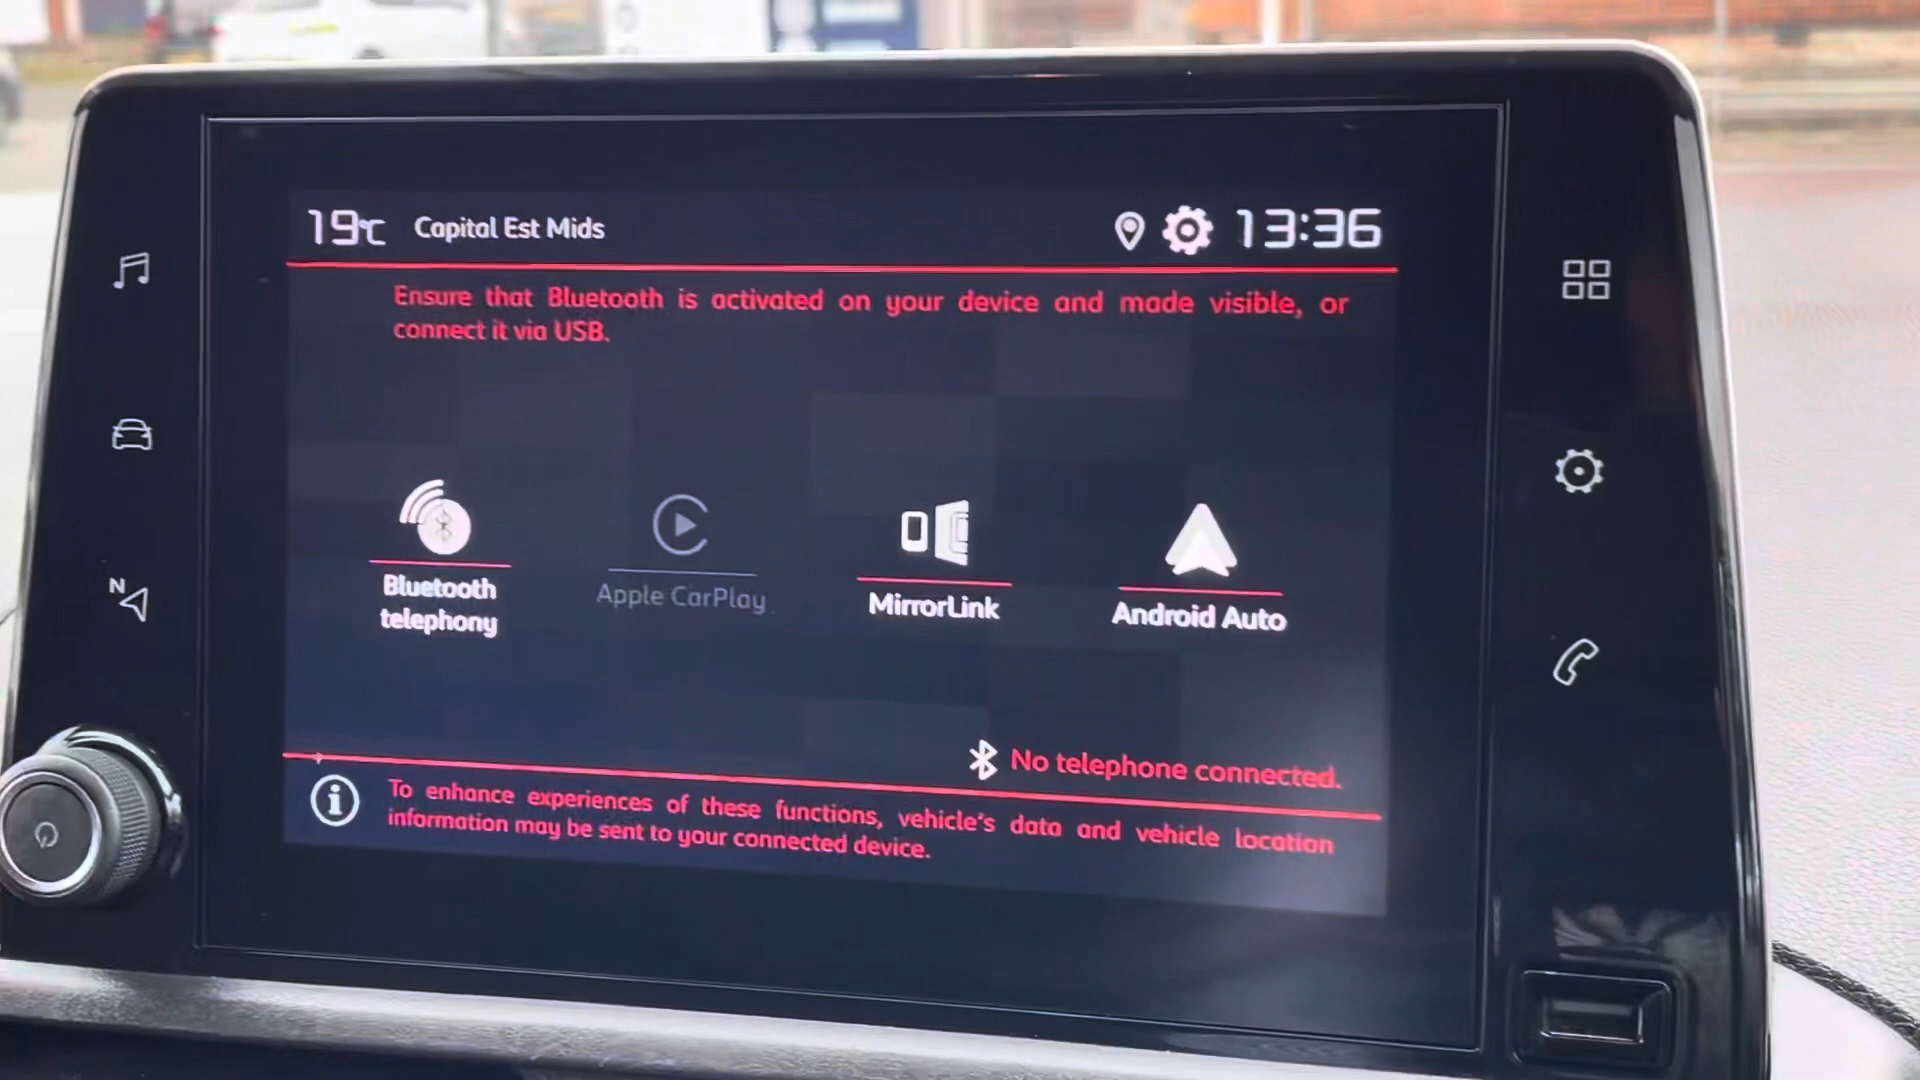 19°C Capital Est Mids 13:36
Ensure that Bluetooth is activated on your device and made visible, or
connect it via USB.
N
Bluetooth
telephony
Apple CarPlay
MirrorLink
Android Auto
No telephone connected.
To enhance experiences of these functions, vehicle's data and vehicle location
information may be sent to your connected device.